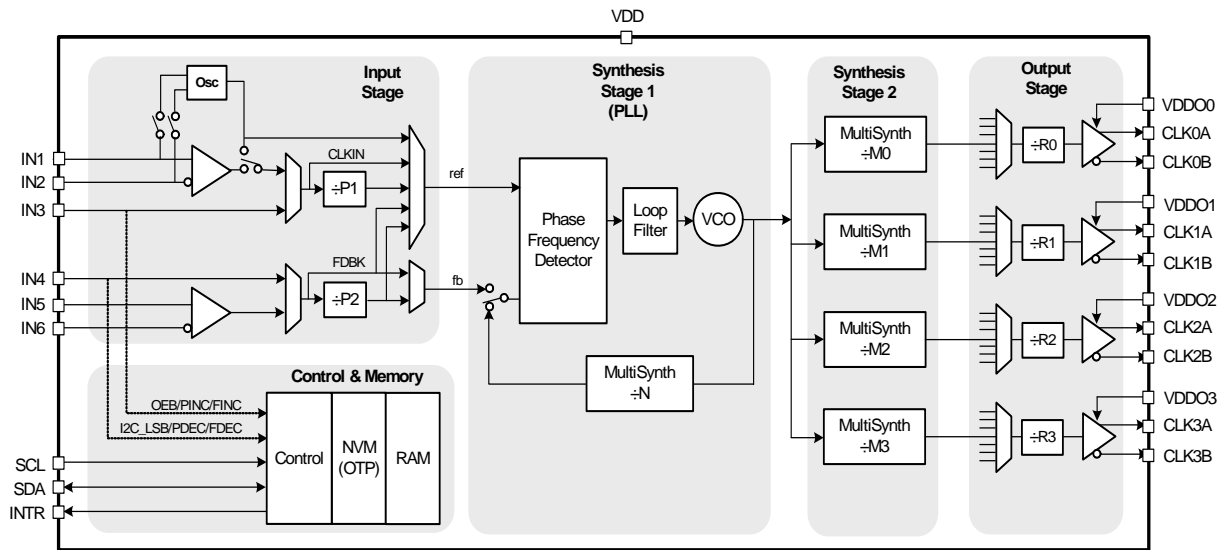 VDD
Input
Stage
Osc
IN1
IN2
IN3
CLKIN
÷P1
ref
IN4
IN5
IN6
FDBK
÷P2
fb
Synthesis
Stage 1
(PLL)
Phase
Frequency
Detector
Loop
Filter
VCO
MultiSynth
÷N
Synthesis
Stage 2
MultiSynth
÷M0
MultiSynth
÷M1
MultiSynth
÷M2
MultiSynth
÷M3
Output
Stage
÷R0
÷R1
÷R2
÷R3
VDDO0
CLK0A
CLK0B
VDDO1
CLK1A
CLK1B
VDDO2
CLK2A
CLK2B
VDDO3
CLK3A
CLK3B
Control & Memory
OEB/PINC/FINC
I2C_LSB/PDEC/FDEC
SCL
SDA
INTR
Control
NVM
(OTP)
RAM